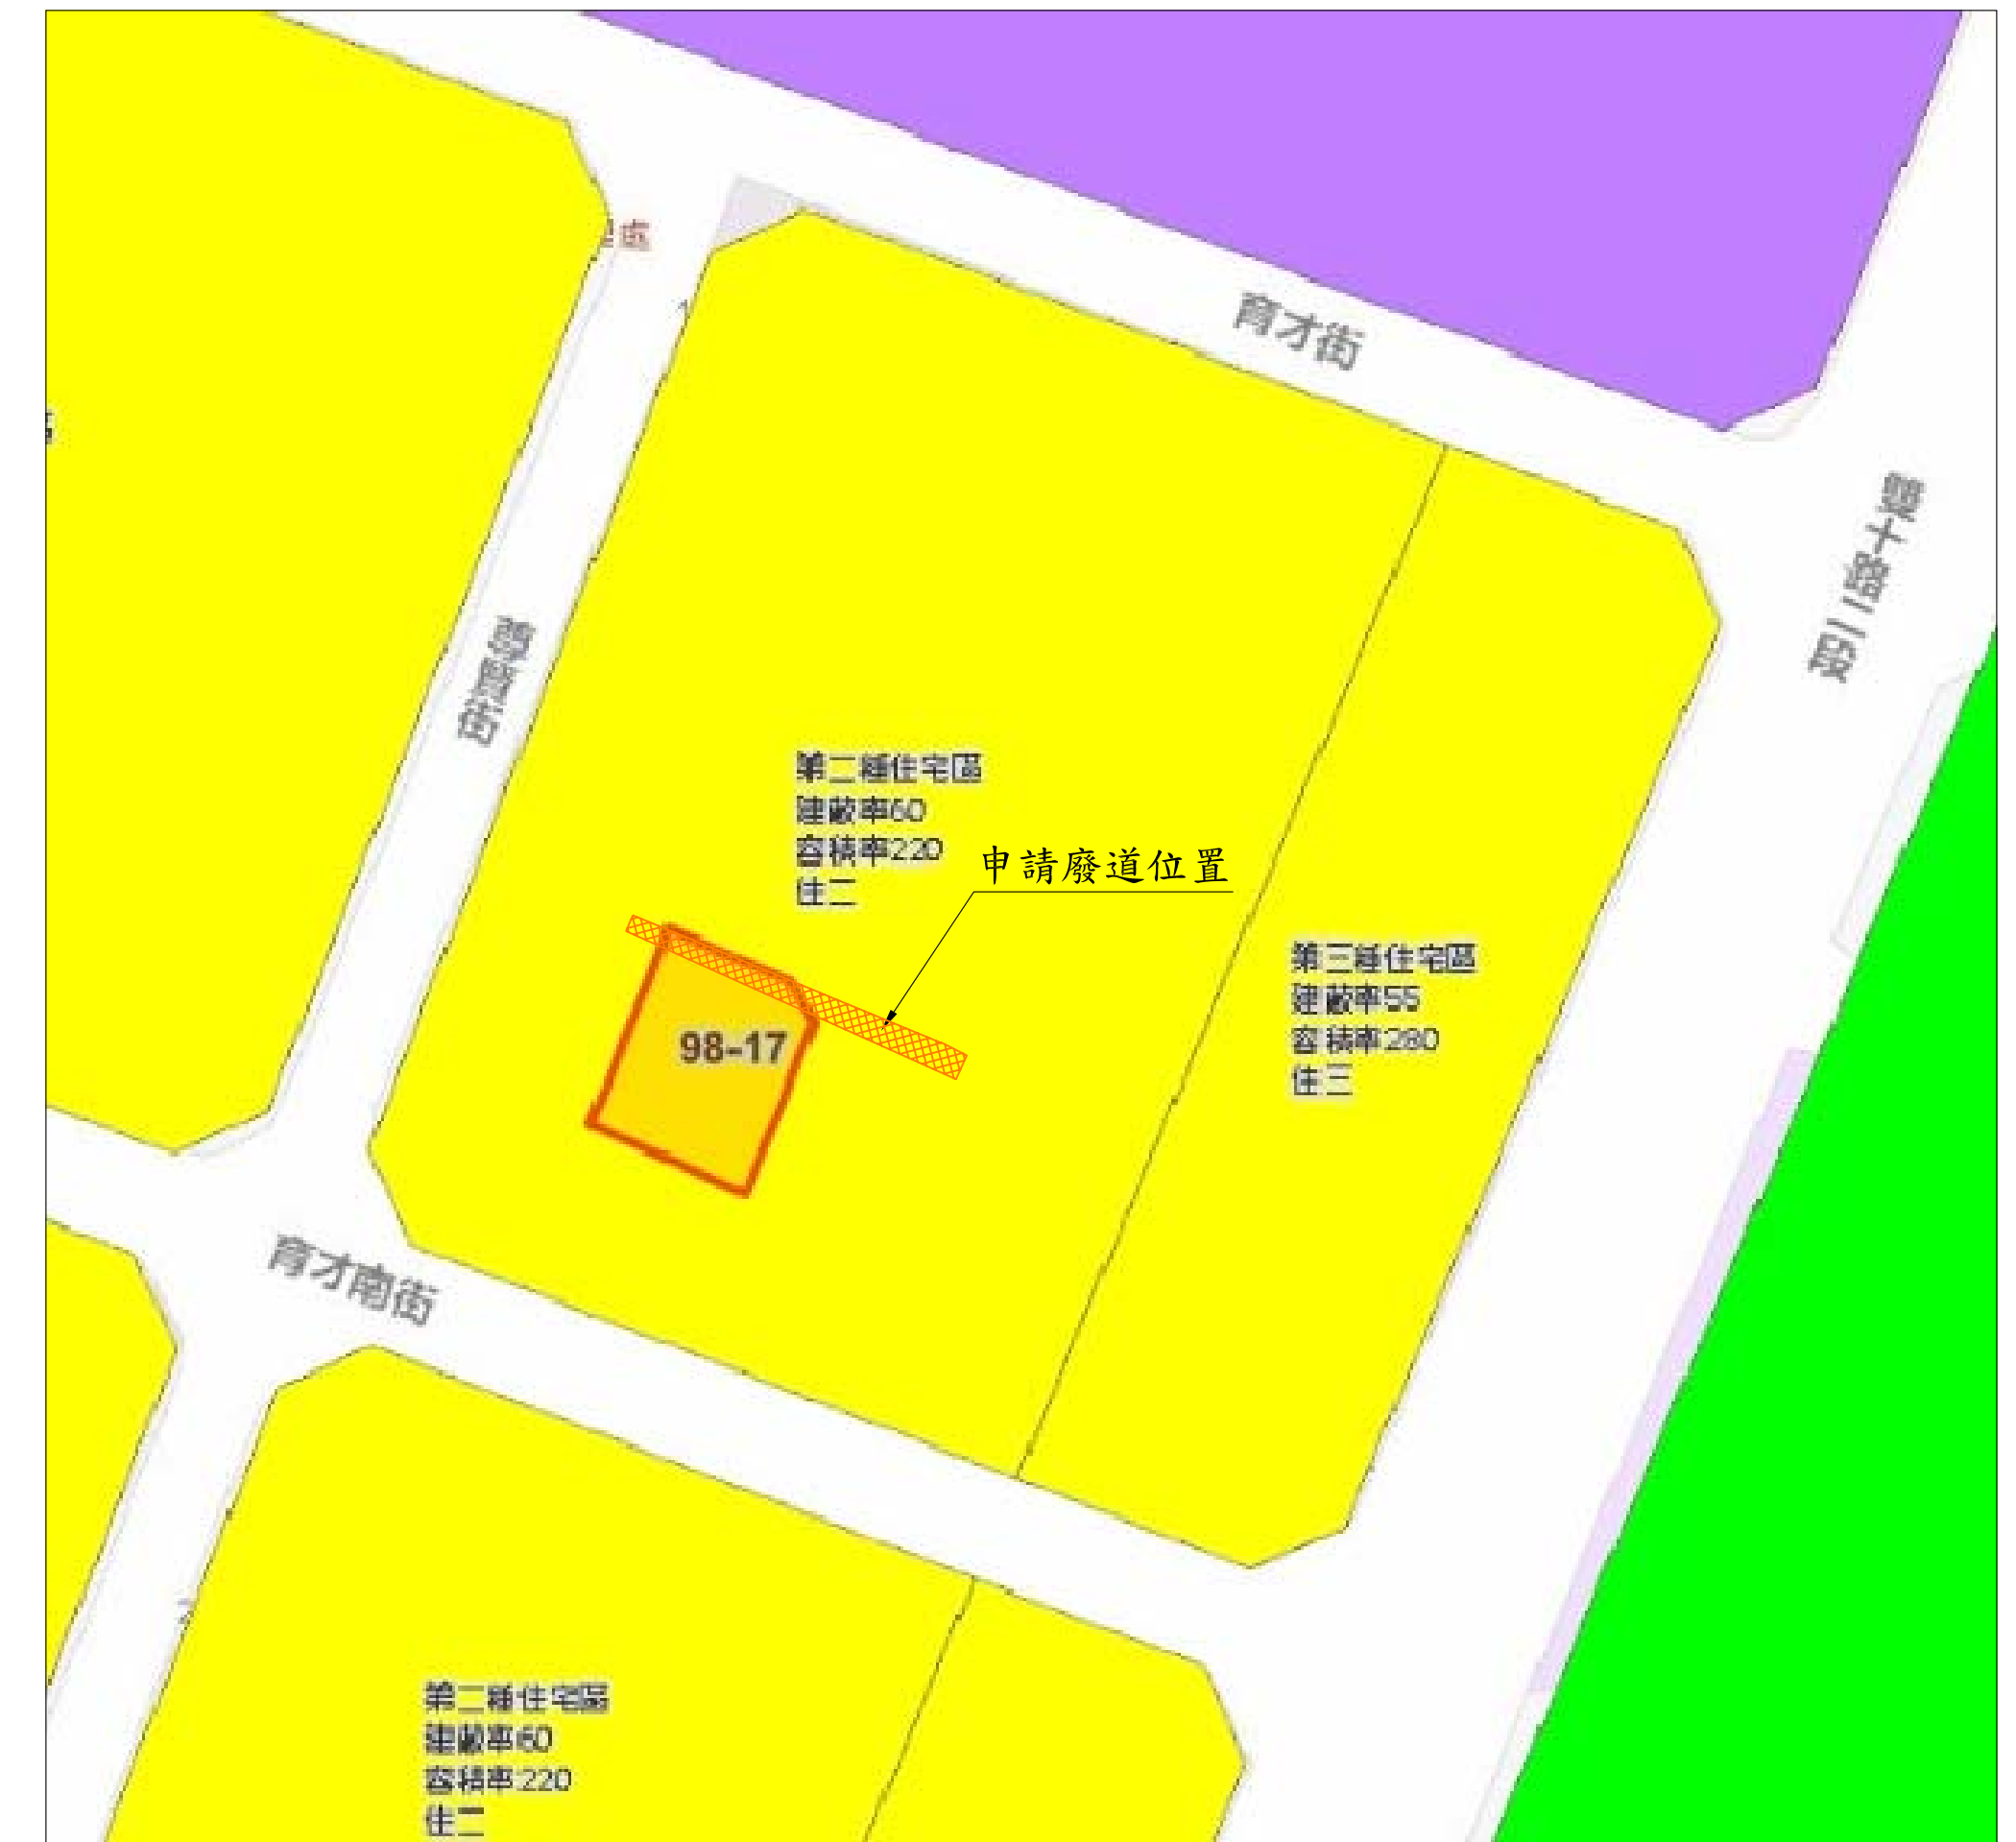 處
育才街
雙十路二段
尊賢街
第二種住宅區
建蔽率60
容積率220
住二
申請廢道位置
第三種住宅區
建蔽率55
容積率280
住三
98-17
育才南街
第二種住宅區
建蔽率60
容積率220
住二